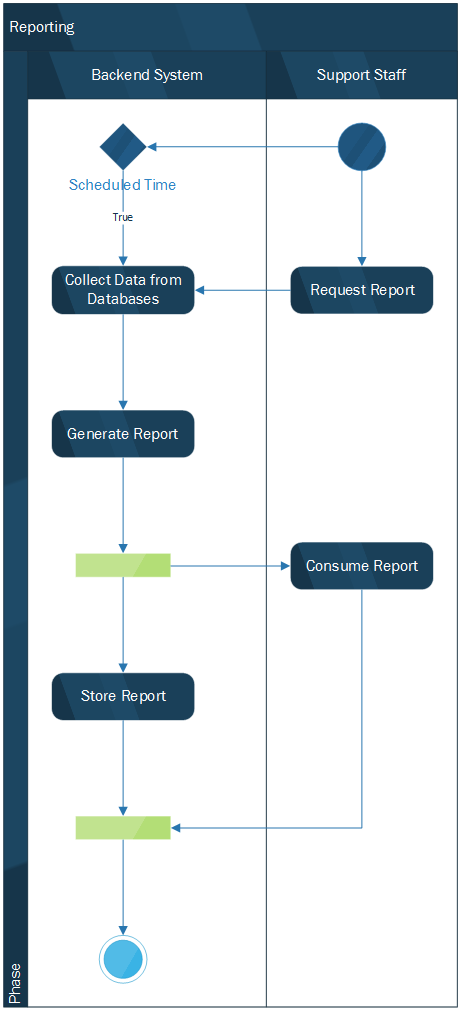 Reporting
Backend System
Support Staff
Scheduled Time
True
Collect Data from
Databases
Request Report
Generate Report
Consume Report
Store Report
Phase